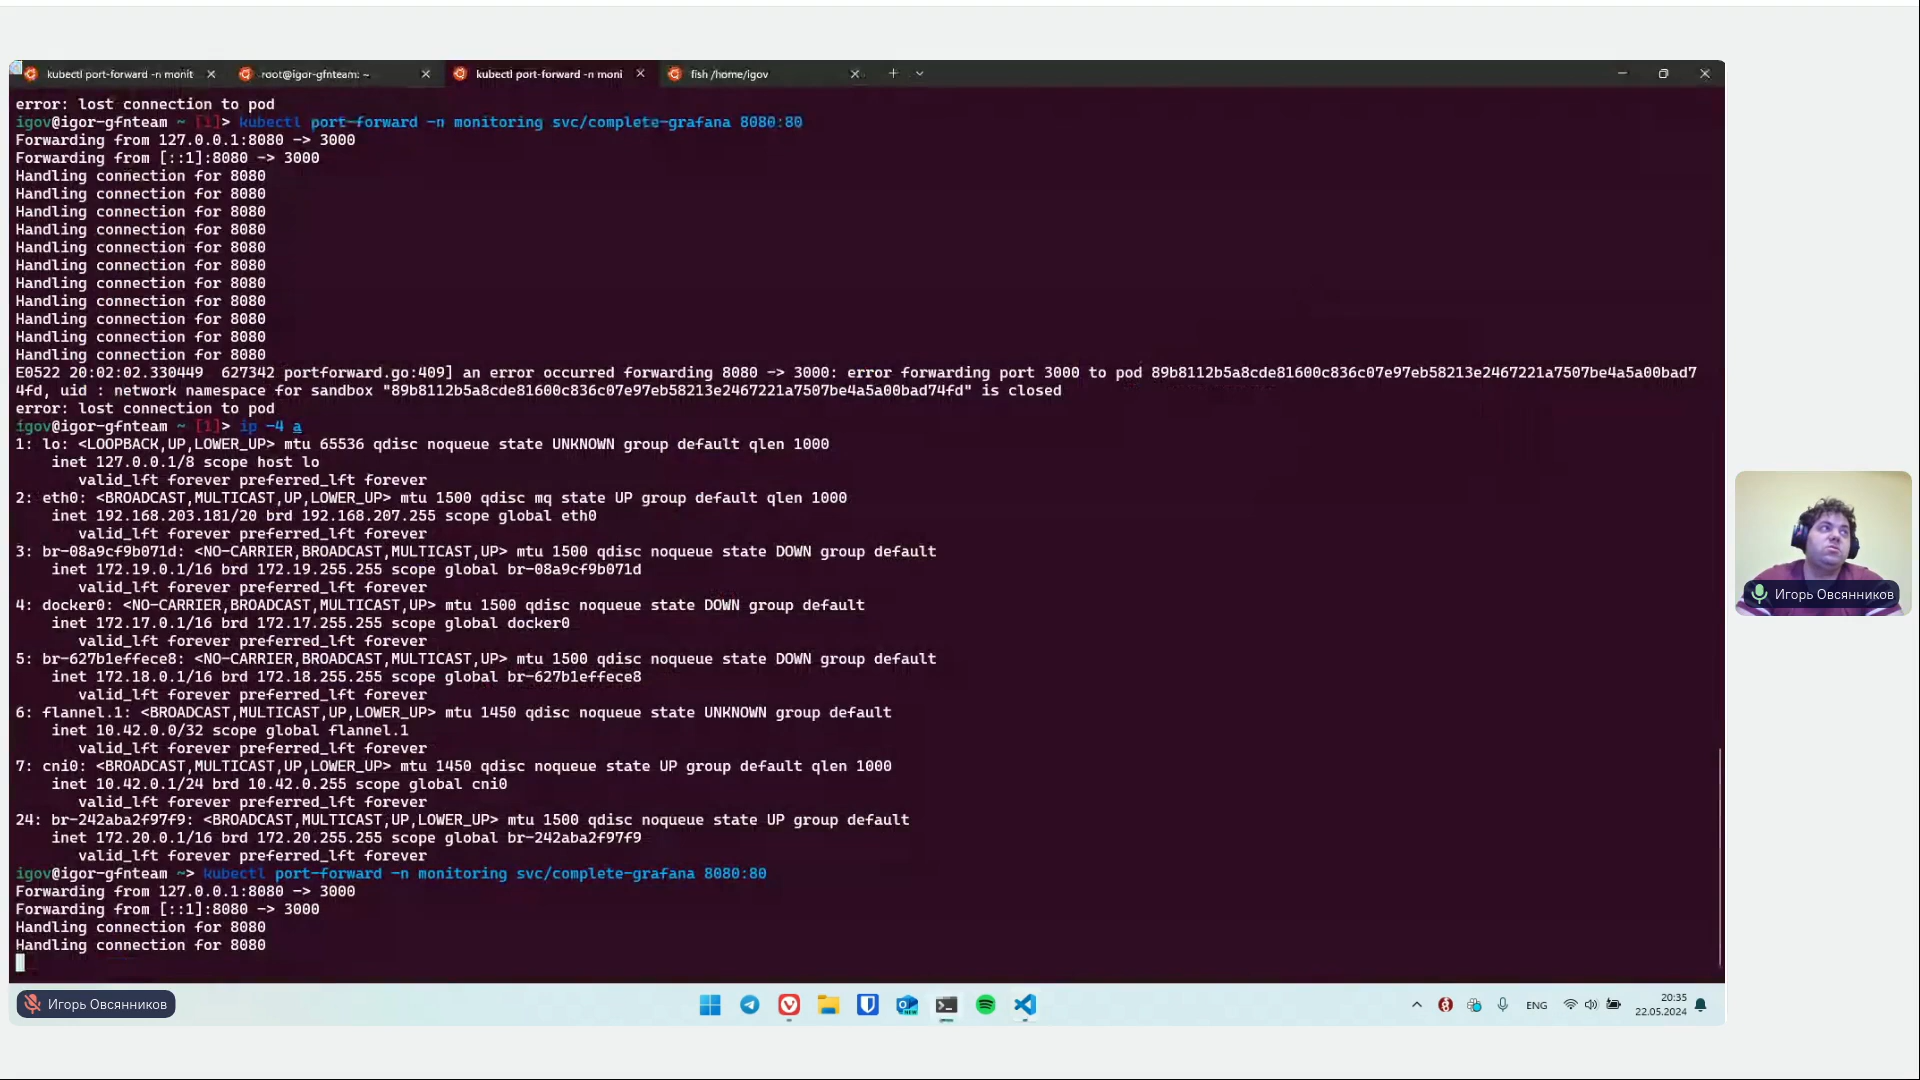 kubectl port-forward -n monit
root@igor-gfnteam: ~
kubectl port-forward -n moni
fish /home/igov
error: lost connection to pod
igov@igor-gfnteam ~ [1]> kubectl port-forward -n monitoring svc/complete-grafana 8080:80
Forwarding from 127.0.0.1:8080 -> 3000
Forwarding from [::1]:8080 -> 3000
Handling connection for 8080
Handling connection for 8080
Handling connection for 8080
Handling connection for 8080
Handling connection for 8080
Handling connection for 8080
Handling connection for 8080
Handling connection for 8080
Handling connection for 8080
Handling connection for 8080
Handling connection for 8080
E0522 20:02:02.330449  627342 portforward.go:409] an error occurred forwarding 8080 -> 3000: error forwarding port 3000 to pod 89b8112b5a8cde81600c836c07e97eb58213e2467221a7507be4a5a00bad7
4fd, uid : network namespace for sandbox "89b8112b5a8cde81600c836c07e97eb58213e2467221a7507be4a5a00bad74fd" is closed
error: lost connection to pod
igov@igor-gfnteam ~ [1]> ip -4 a
1: lo: <LOOPBACK,UP,LOWER_UP> mtu 65536 qdisc noqueue state UNKNOWN group default qlen 1000
inet 127.0.0.1/8 scope host lo
valid_lft forever preferred_lft forever
2: eth0: <BROADCAST,MULTICAST,UP,LOWER_UP> mtu 1500 qdisc mq state UP group default qlen 1000
inet 192.168.203.181/20 brd 192.168.207.255 scope global eth0
valid_lft forever preferred_lft forever
3: br-08a9cf9b071d: <NO-CARRIER,BROADCAST,MULTICAST,UP> mtu 1500 qdisc noqueue state DOWN group default
inet 172.19.0.1/16 brd 172.19.255.255 scope global br-08a9cf9b071d
valid_lft forever preferred_lft forever
4: docker0: <NO-CARRIER,BROADCAST,MULTICAST,UP> mtu 1500 qdisc noqueue state DOWN group default
inet 172.17.0.1/16 brd 172.17.255.255 scope global docker0
valid_lft forever preferred_lft forever
5: br-627b1effece8: <NO-CARRIER,BROADCAST,MULTICAST,UP> mtu 1500 qdisc noqueue state DOWN group default
inet 172.18.0.1/16 brd 172.18.255.255 scope global br-627b1effece8
valid_lft forever preferred_lft forever
6: flannel.1: <BROADCAST,MULTICAST,UP,LOWER_UP> mtu 1450 qdisc noqueue state UNKNOWN group default
inet 10.42.0.0/32 scope global flannel.1
valid_lft forever preferred_lft forever
7: cni0: <BROADCAST,MULTICAST,UP,LOWER_UP> mtu 1450 qdisc noqueue state UP group default qlen 1000
inet 10.42.0.1/24 brd 10.42.0.255 scope global cni0
valid_lft forever preferred_lft forever
24: br-242aba2f97f9: <BROADCAST,MULTICAST,UP,LOWER_UP> mtu 1500 qdisc noqueue state UP group default
inet 172.20.0.1/16 brd 172.20.255.255 scope global br-242aba2f97f9
valid_lft forever preferred_lft forever
igov@igor-gfnteam ~> kubectl port-forward -n monitoring svc/complete-grafana 8080:80
Forwarding from 127.0.0.1:8080 -> 3000
Forwarding from [::1]:8080 -> 3000
Handling connection for 8080
Handling connection for 8080
Игорь Овсянников
Игорь Овсянников
ENG
20:35
22.05.2024